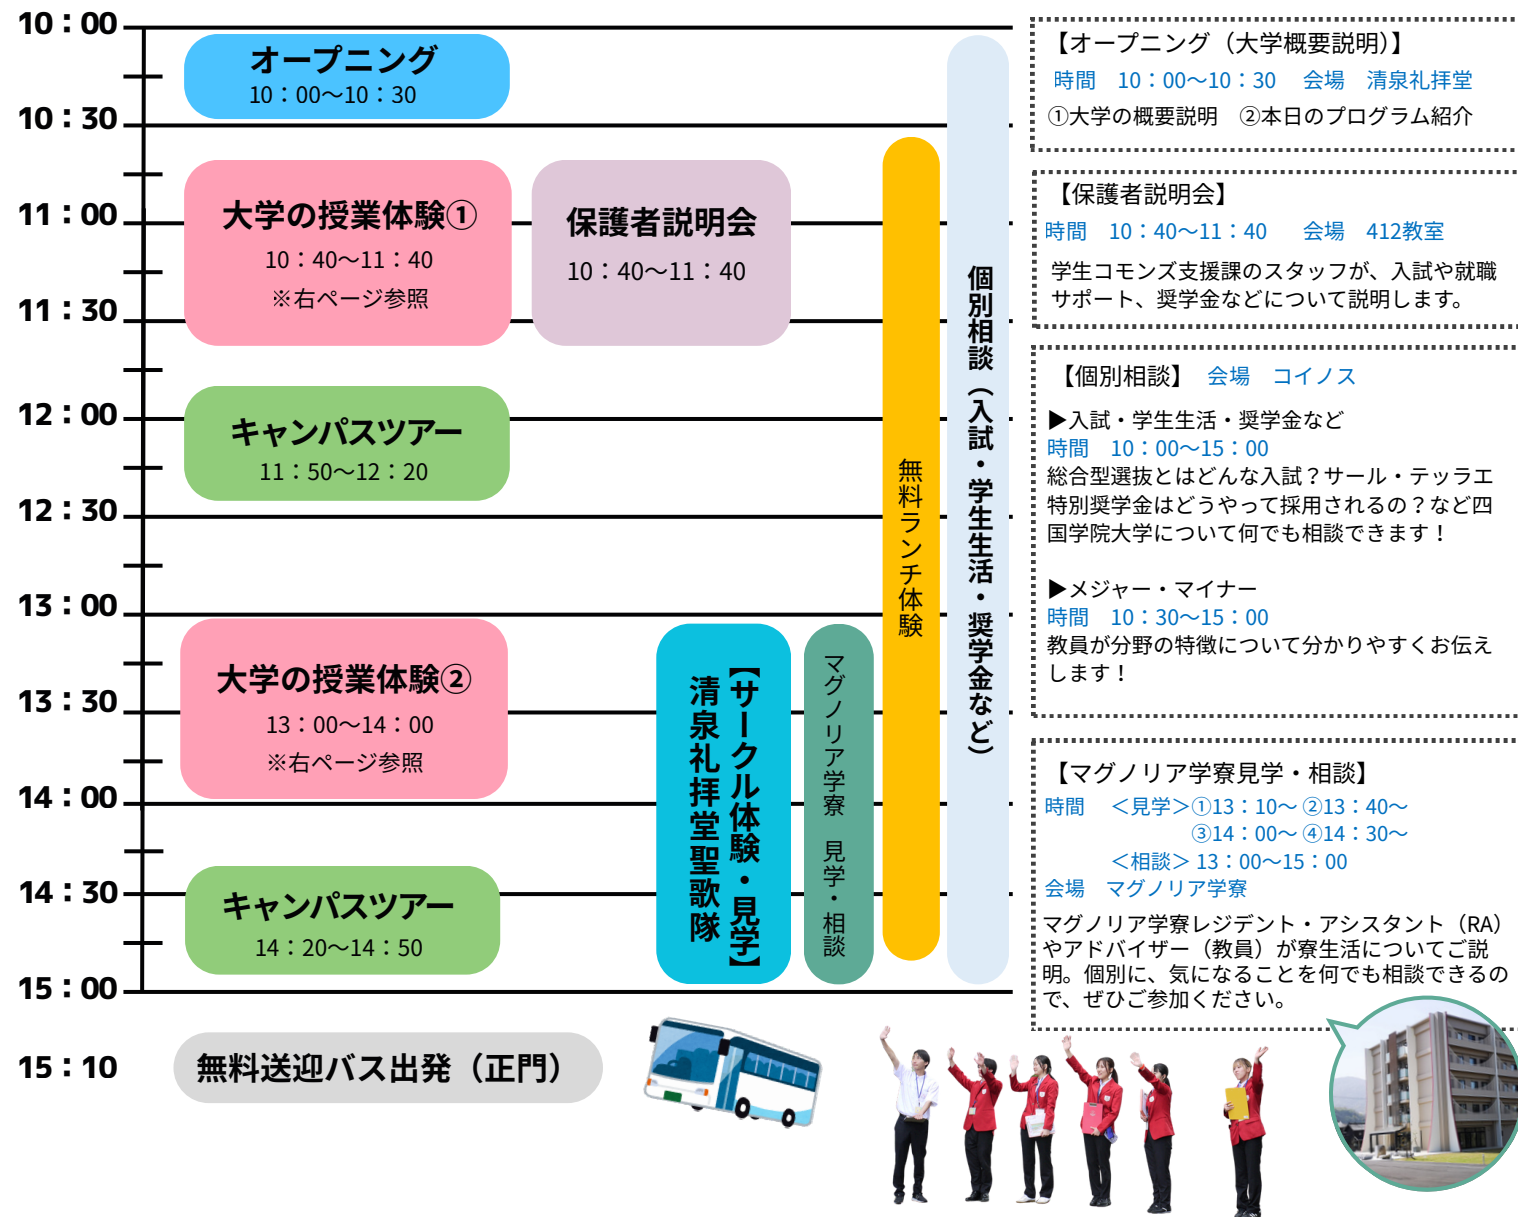 10：00
10：30
11：00
11：30
12：00
12：30
13：00
13：30
14：00
14：30
15：00
15：10
オープニング
10：00～10：30
大学の授業体験①
10：40～11：40
※右ページ参照
保護者説明会
10：40～11：40
キャンパスツアー
11：50～12：20
大学の授業体験②
13：00～14：00
※右ページ参照
キャンパスツアー
14：20～14：50
【サークル体験・見学】
清泉礼拝堂聖歌隊
マグノリア学寮　見学・相談
無料ランチ体験
個別相談（入試・学生生活・奨学金など）
無料送迎バス出発（正門）
【オープニング（大学概要説明）】
時間　10：00～10：30　会場　清泉礼拝堂
①大学の概要説明　②本日のプログラム紹介
【保護者説明会】
時間　10：40～11：40　会場　412教室
学生コモンズ支援課のスタッフが、入試や就職
サポート、奨学金などについて説明します。
【個別相談】　会場　コイノス
▶入試・学生生活・奨学金など
時間　10：00～15：00
総合型選抜とはどんな入試？サール・テッラエ
特別奨学金はどうやって採用されるの？など四
国学院大学について何でも相談できます！
▶メジャー・マイナー
時間　10：30～15：00
教員が分野の特徴について分かりやすくお伝え
します！
【マグノリア学寮見学・相談】
時間　＜見学＞①13：10～ ②13：40～
③14：00～ ④14：30～
＜相談＞ 13：00～15：00
会場　マグノリア学寮
マグノリア学寮レジデント・アシスタント（RA）
やアドバイザー（教員）が寮生活についてご説
明。個別に、気になることを何でも相談できるの
で、ぜひご参加ください。